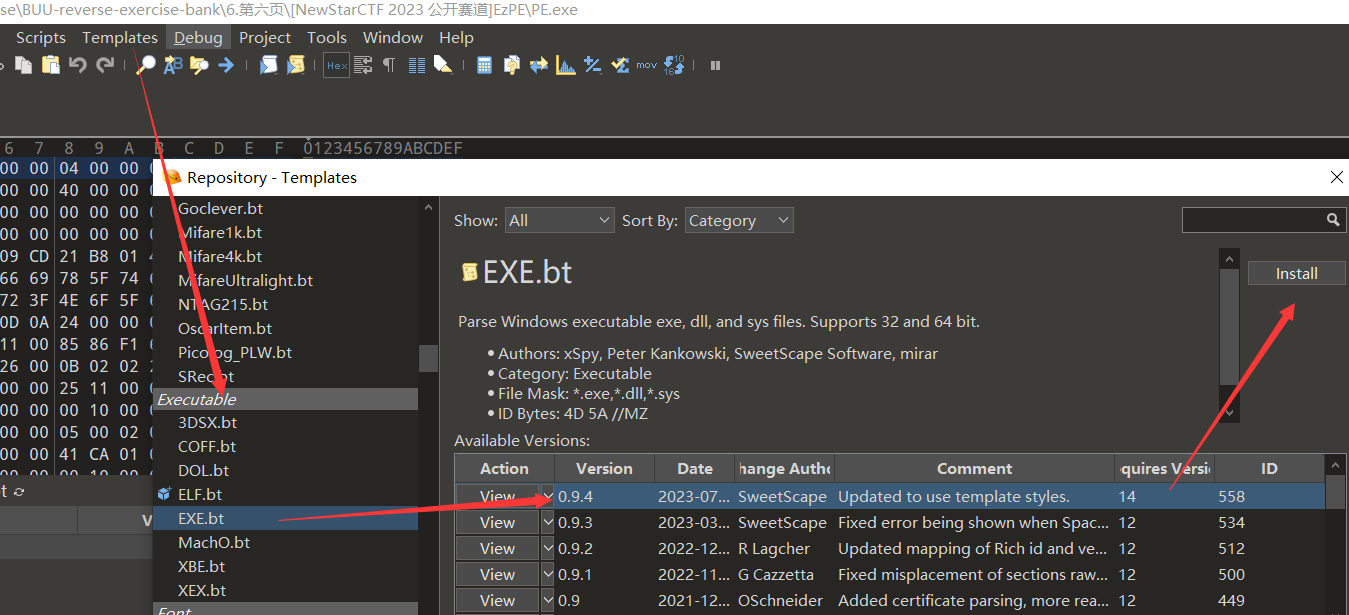 se\BUU-reverse-exercise-bank\6.第六页\[NewStarCTF 2023 公开赛道]EzPE\PE.exe
Scripts Templates Debug Project Tools Window Help
Hex mov
6 7 8 9 A B C D E F 0123456789ABCDEF
00 00 04 00 00
00 00 40 00 00
00 00 00 00 00
00 00 00 00 00
09 CD 21 B8 01
66 69 78 5F 74
72 3F 4E 6F 5F
0D 0A 24 00 00
11 00 85 86 F1
26 00 0B 02 02
00 00 25 11 00
00 00 00 10 00
00 00 05 00 02
00 00 41 CA 01
Repository - Templates
Goclever.bt
Mifare1k.bt
Mifare4k.bt
MifareUltralight.bt
NTAG215.bt
OscarItem.bt
Picolog_PLW.bt
SRec.bt
Executable
3DSX.bt
COFF.bt
DOL.bt
ELF.bt
EXE.bt
MachO.bt
XBE.bt
XEX.bt
Font
Show: All Sort By: Category
EXE.bt
Install
Parse Windows executable exe, dll, and sys files. Supports 32 and 64 bit.
Authors: xSpy, Peter Kankowski, SweetScape Software, mirar
Category: Executable
File Mask: *.exe,*.dll,*.sys
ID Bytes: 4D 5A //MZ
Available Versions:
Action Version Date hange Autho Comment quires Versi ID
View 0.9.4 2023-07... SweetScape Updated to use template styles. 14 558
View 0.9.3 2023-03... SweetScape Fixed error being shown when Spac... 12 534
View 0.9.2 2022-12... R Lagcher Updated mapping of Rich id and ve... 12 512
View 0.9.1 2022-11... G Cazzetta Fixed misplacement of sections raw... 12 500
View 0.9 2021-12... OSchneider Added certificate parsing, more rea... 12 449